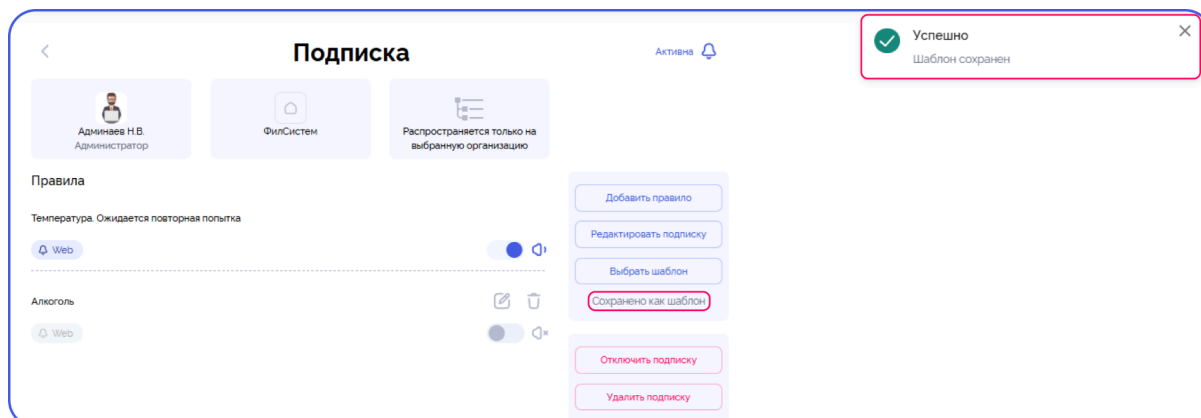 Подписка
Активна
Успешно
Шаблон сохранен
Админаев Н.В.
Администратор
ФилСистем
Распространяется только на
выбранную организацию
Правила
Температура. Ожидается повторная попытка
Web
Алкоголь
Web
Добавить правило
Редактировать подписку
Выбрать шаблон
Сохранено как шаблон
Отключить подписку
Удалить подписку